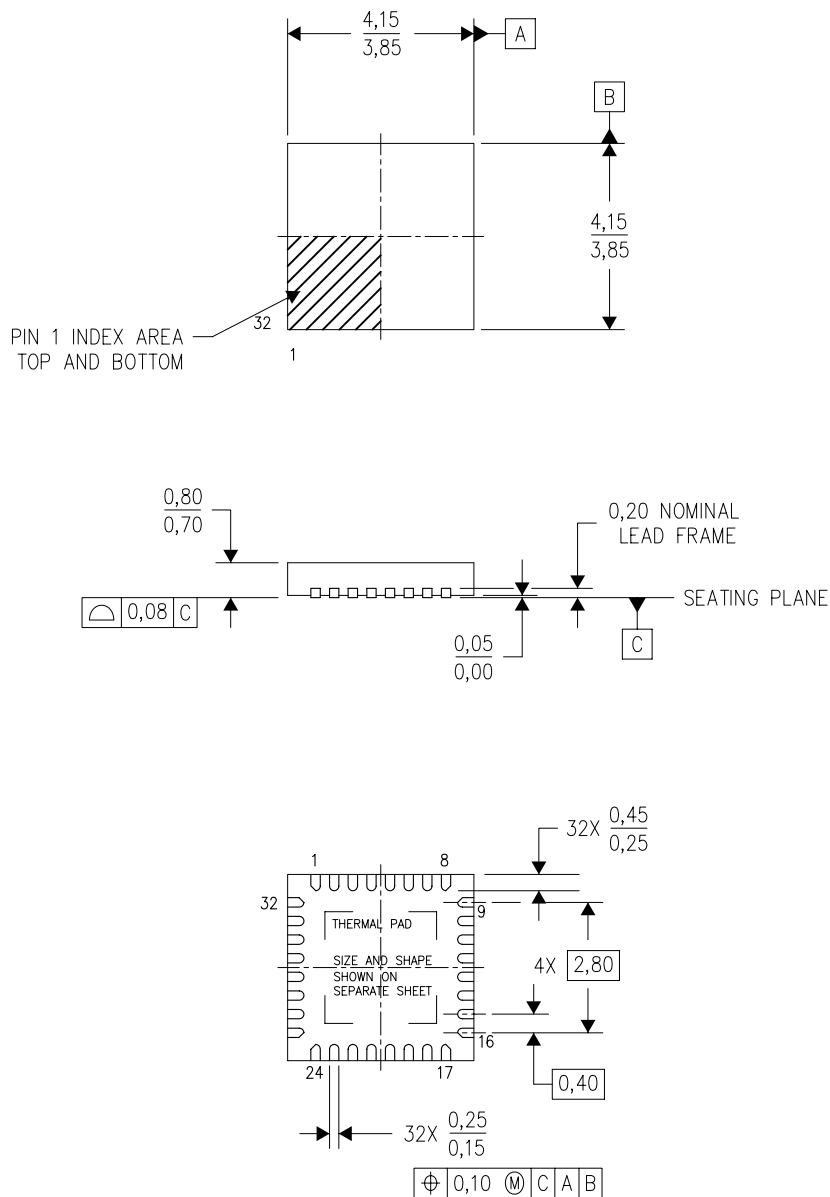 4,15
3,85
A
B
4,15
3,85
PIN 1 INDEX AREA
TOP AND BOTTOM
32
1
0,80
0,70
0,20 NOMINAL
LEAD FRAME
0,08 C
SEATING PLANE
0,05
0,00
C
32X 0,45
0,25
1
8
32
9
THERMAL PAD
SIZE AND SHAPE
SHOWN ON
SEPARATE SHEET
4X 2,80
16
24
17
0,40
32X 0,25
0,15
⌖ 0,10 Ⓜ C A B